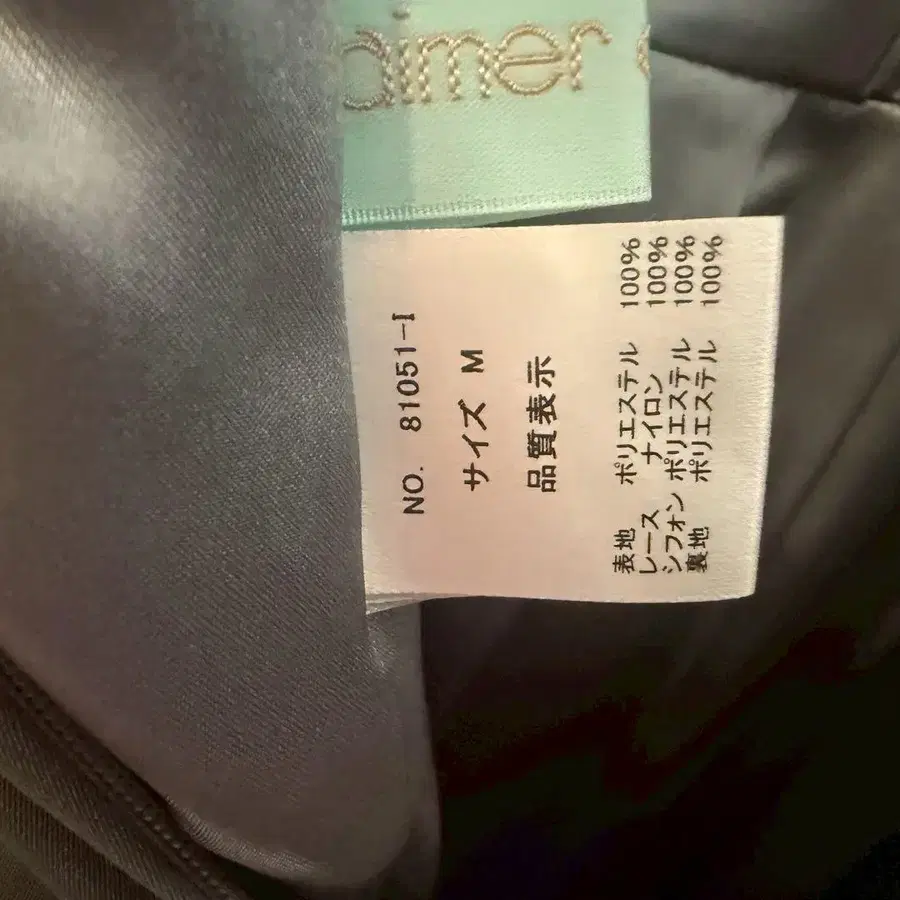 aimer
NO. 81051-I
サイズ M
品質表示
表地 ポリエステル 100%
レース ナイロン 100%
シフォン ポリエステル 100%
裏地 ポリエステル 100%